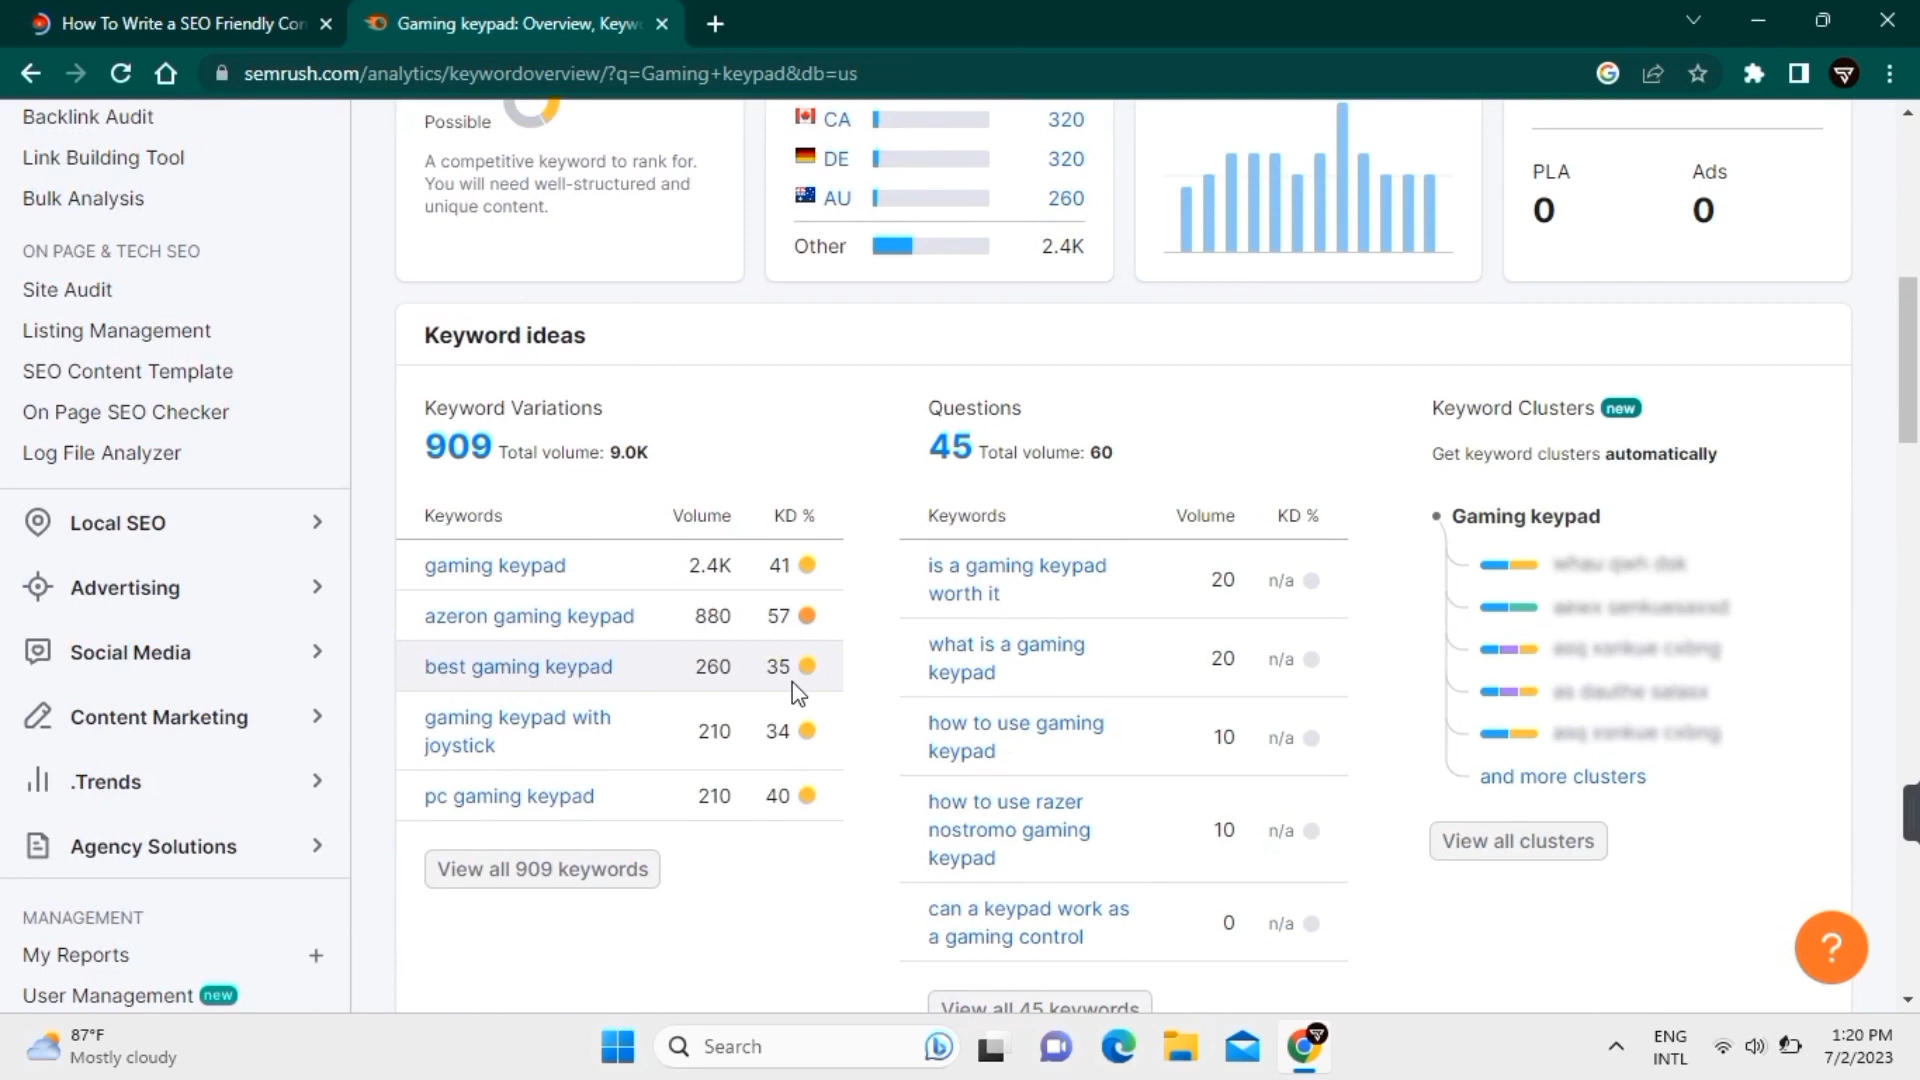 How To Write a SEO Friendly Con
Gaming keypad: Overview, Keyw
semrush.com/analytics/keywordoverview/?q=Gaming+keypad&db=us
Backlink Audit
Link Building Tool
Bulk Analysis
ON PAGE & TECH SEO
Site Audit
Listing Management
SEO Content Template
On Page SEO Checker
Log File Analyzer
Local SEO
Advertising
Social Media
Content Marketing
.Trends
Agency Solutions
MANAGEMENT
My Reports +
User Management new
Possible
A competitive keyword to rank for.
You will need well-structured and
unique content.
CA 320
DE 320
AU 260
Other 2.4K
PLA Ads
0 0
Keyword ideas
Keyword Variations
909 Total volume: 9.0K
Keywords Volume KD %
gaming keypad 2.4K 41
azeron gaming keypad 880 57
best gaming keypad 260 35
gaming keypad with
joystick 210 34
pc gaming keypad 210 40
View all 909 keywords
Questions
45 Total volume: 60
Keywords Volume KD %
is a gaming keypad
worth it 20 n/a
what is a gaming
keypad 20 n/a
how to use gaming
keypad 10 n/a
how to use razer
nostromo gaming
keypad 10 n/a
can a keypad work as
a gaming control 0 n/a
View all 45 keywords
Keyword Clusters new
Get keyword clusters automatically
Gaming keypad
and more clusters
View all clusters
?
87°F
Mostly cloudy
Search
ENG
INTL
1:20 PM
7/2/2023